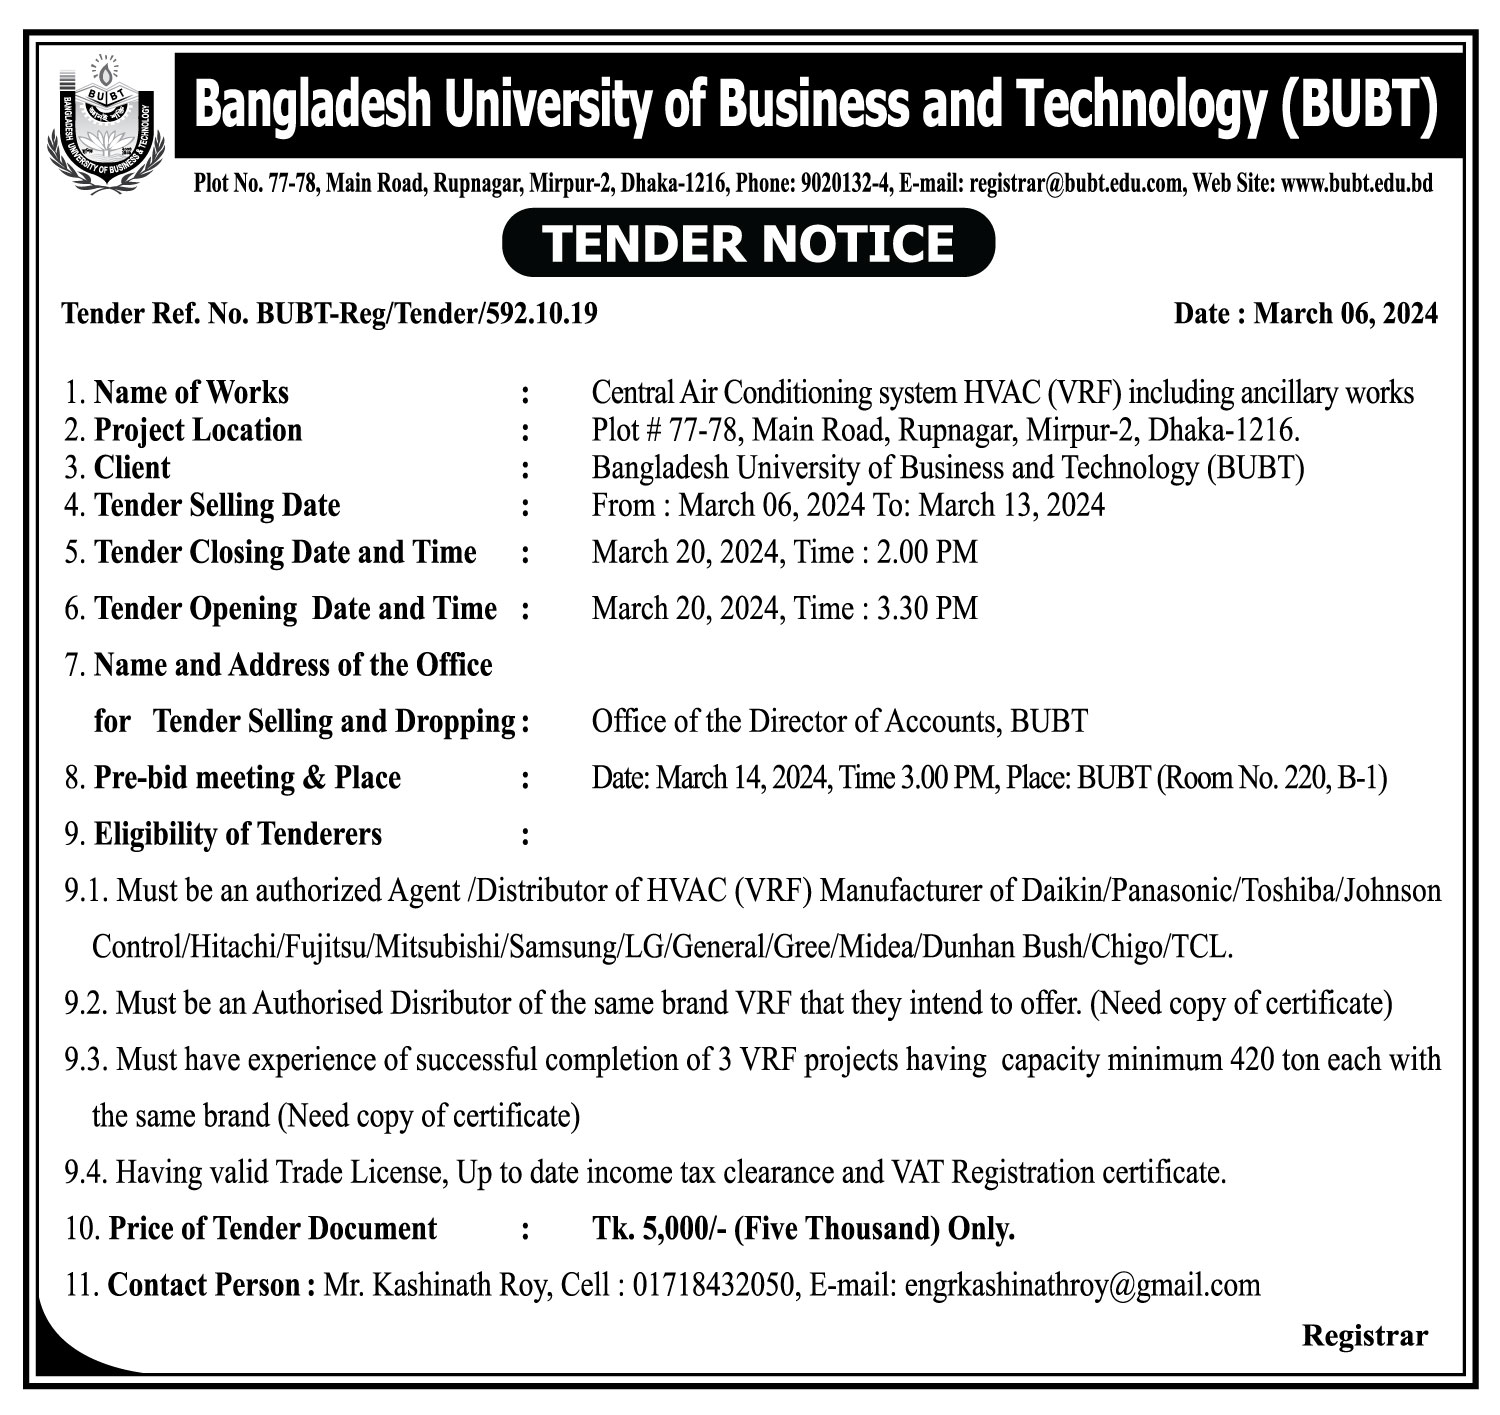 BUBT
BANGLADESH UNIVERSITY OF BUSINESS & TECHNOLOGY
Bangladesh University of Business and Technology (BUBT)
Plot No. 77-78, Main Road, Rupnagar, Mirpur-2, Dhaka-1216, Phone: 9020132-4, E-mail: registrar@bubt.edu.com, Web Site: www.bubt.edu.bd
TENDER NOTICE
Tender Ref. No. BUBT-Reg/Tender/592.10.19 Date : March 06, 2024
1. Name of Works : Central Air Conditioning system HVAC (VRF) including ancillary works
2. Project Location : Plot # 77-78, Main Road, Rupnagar, Mirpur-2, Dhaka-1216.
3. Client : Bangladesh University of Business and Technology (BUBT)
4. Tender Selling Date : From : March 06, 2024 To: March 13, 2024
5. Tender Closing Date and Time : March 20, 2024, Time : 2.00 PM
6. Tender Opening Date and Time : March 20, 2024, Time : 3.30 PM
7. Name and Address of the Office
for Tender Selling and Dropping : Office of the Director of Accounts, BUBT
8. Pre-bid meeting & Place : Date: March 14, 2024, Time 3.00 PM, Place: BUBT (Room No. 220, B-1)
9. Eligibility of Tenderers :
9.1. Must be an authorized Agent /Distributor of HVAC (VRF) Manufacturer of Daikin/Panasonic/Toshiba/Johnson
Control/Hitachi/Fujitsu/Mitsubishi/Samsung/LG/General/Gree/Midea/Dunhan Bush/Chigo/TCL.
9.2. Must be an Authorised Disributor of the same brand VRF that they intend to offer. (Need copy of certificate)
9.3. Must have experience of successful completion of 3 VRF projects having capacity minimum 420 ton each with
the same brand (Need copy of certificate)
9.4. Having valid Trade License, Up to date income tax clearance and VAT Registration certificate.
10. Price of Tender Document : Tk. 5,000/- (Five Thousand) Only.
11. Contact Person : Mr. Kashinath Roy, Cell : 01718432050, E-mail: engrkashinathroy@gmail.com
Registrar